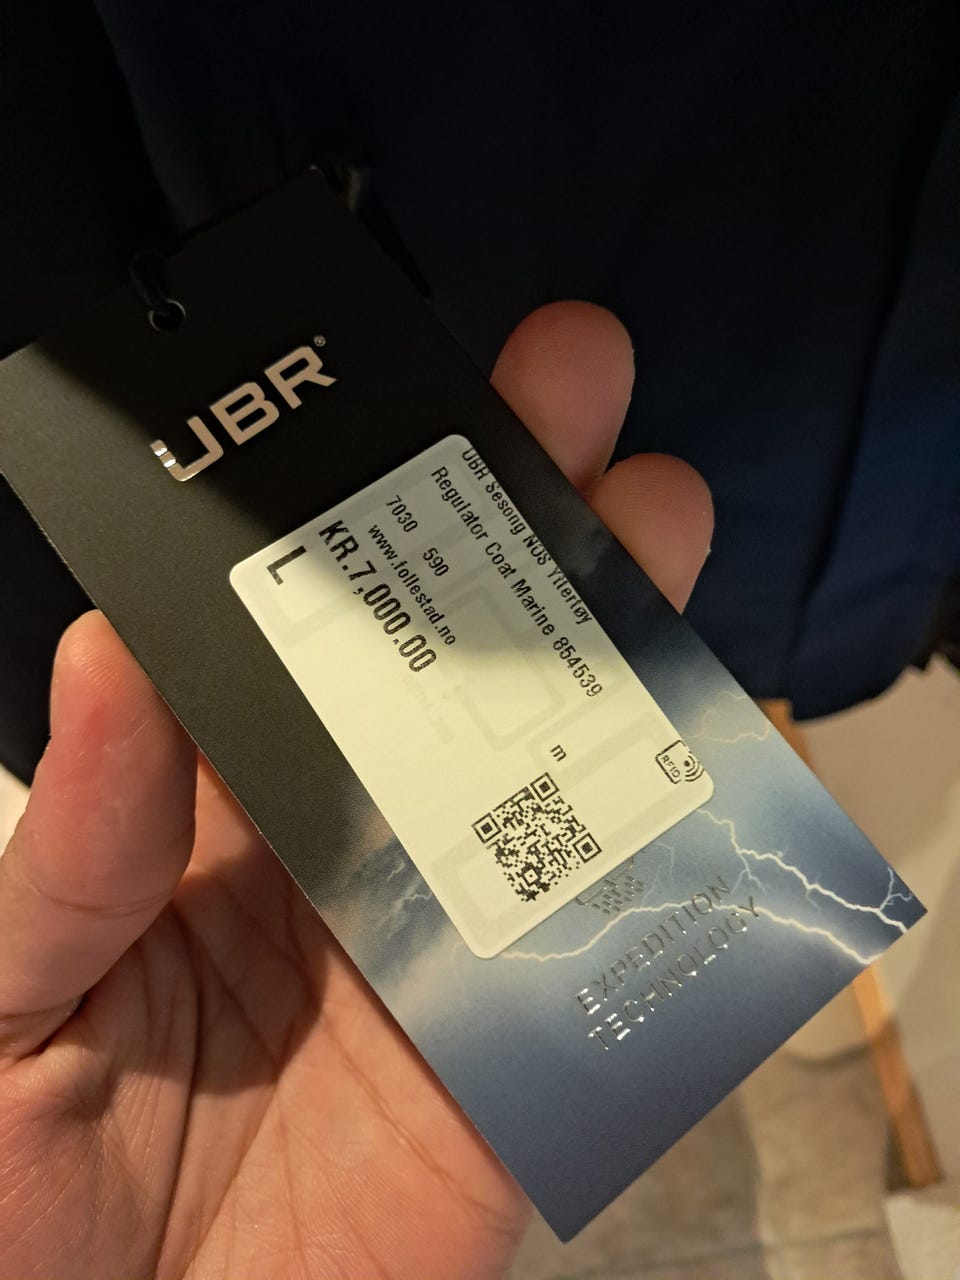 UBR®
UBR Sesong NOS Yttertøy
Regulator Coat Marine 854539
7030 590
www.follestad.no
KR.7,000.00
L
m
RFID
EXPEDITION
TECHNOLOGY